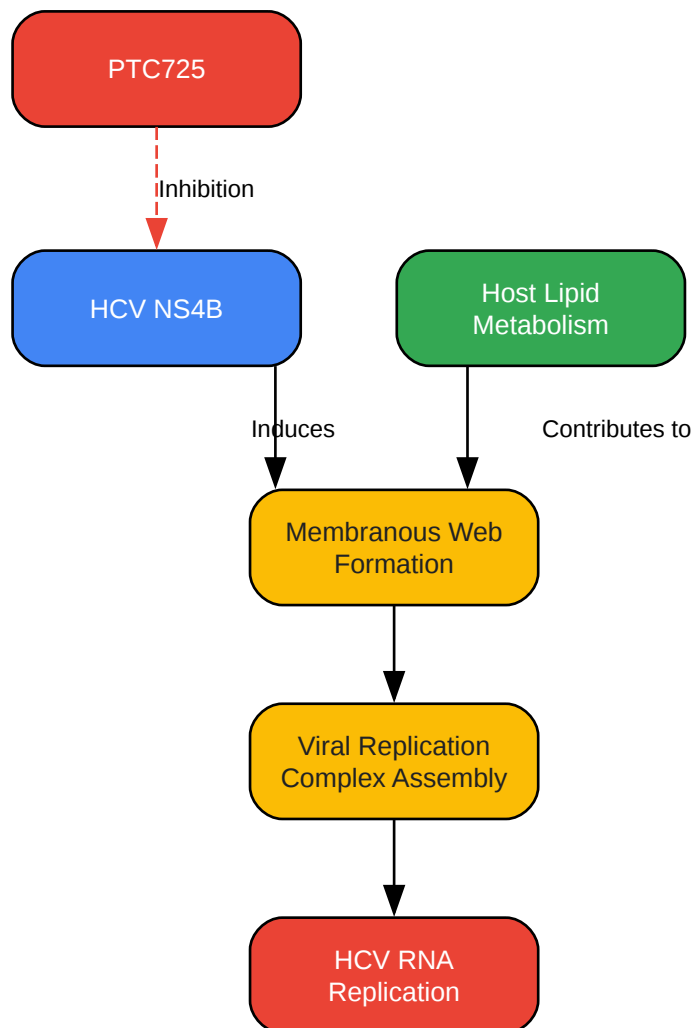 PTC725
Inhibition
HCV NS4B
Host Lipid
Metabolism
Induces
Contributes to
Membranous Web
Formation
Viral Replication
Complex Assembly
HCV RNA
Replication